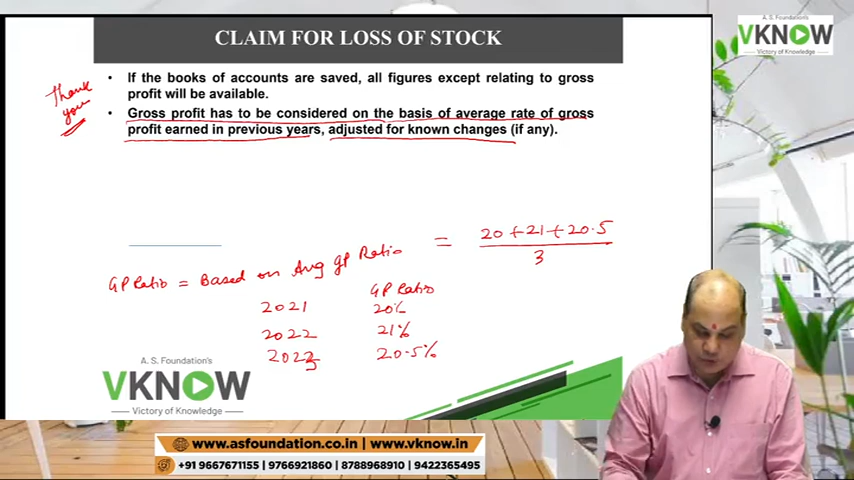 CLAIM FOR LOSS OF STOCK
A. S. Foundation's
VKNOW
Victory of Knowledge
Thank
you
• If the books of accounts are saved, all figures except relating to gross
profit will be available.
• Gross profit has to be considered on the basis of average rate of gross
profit earned in previous years, adjusted for known changes (if any).
GP Ratio = Based on Avg GP Ratio = 20+21+20.5
3
GP Ratio
2021 20%
2022 21%
2023 20.5%
A. S. Foundation's
VKNOW
Victory of Knowledge
www.asfoundation.co.in | www.vknow.in
+91 9667671155 | 9766921860 | 8788968910 | 9422365495